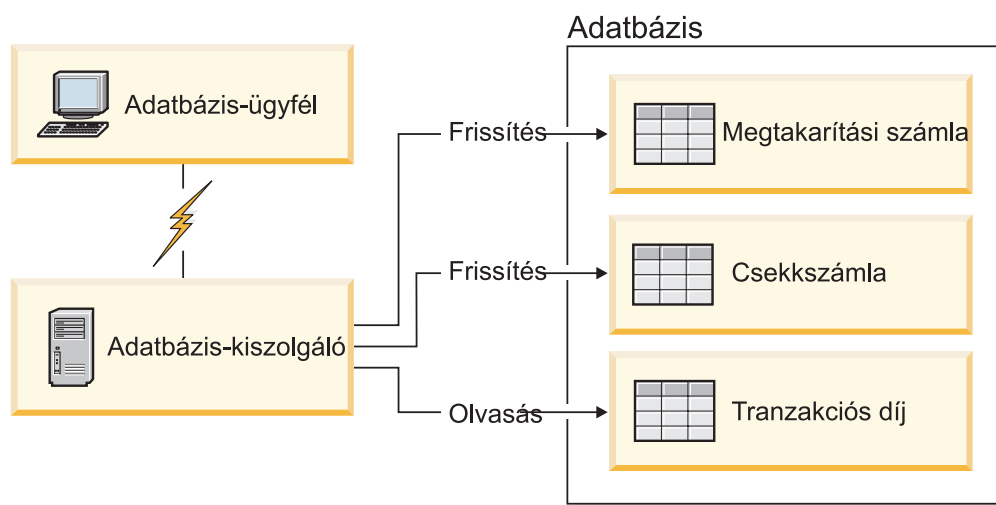 Adatbázis
Adatbázis-ügyfél
Frissítés
Megtakarítási számla
Frissítés
Csekkszámla
Adatbázis-kiszolgáló
Olvasás
Tranzakciós díj